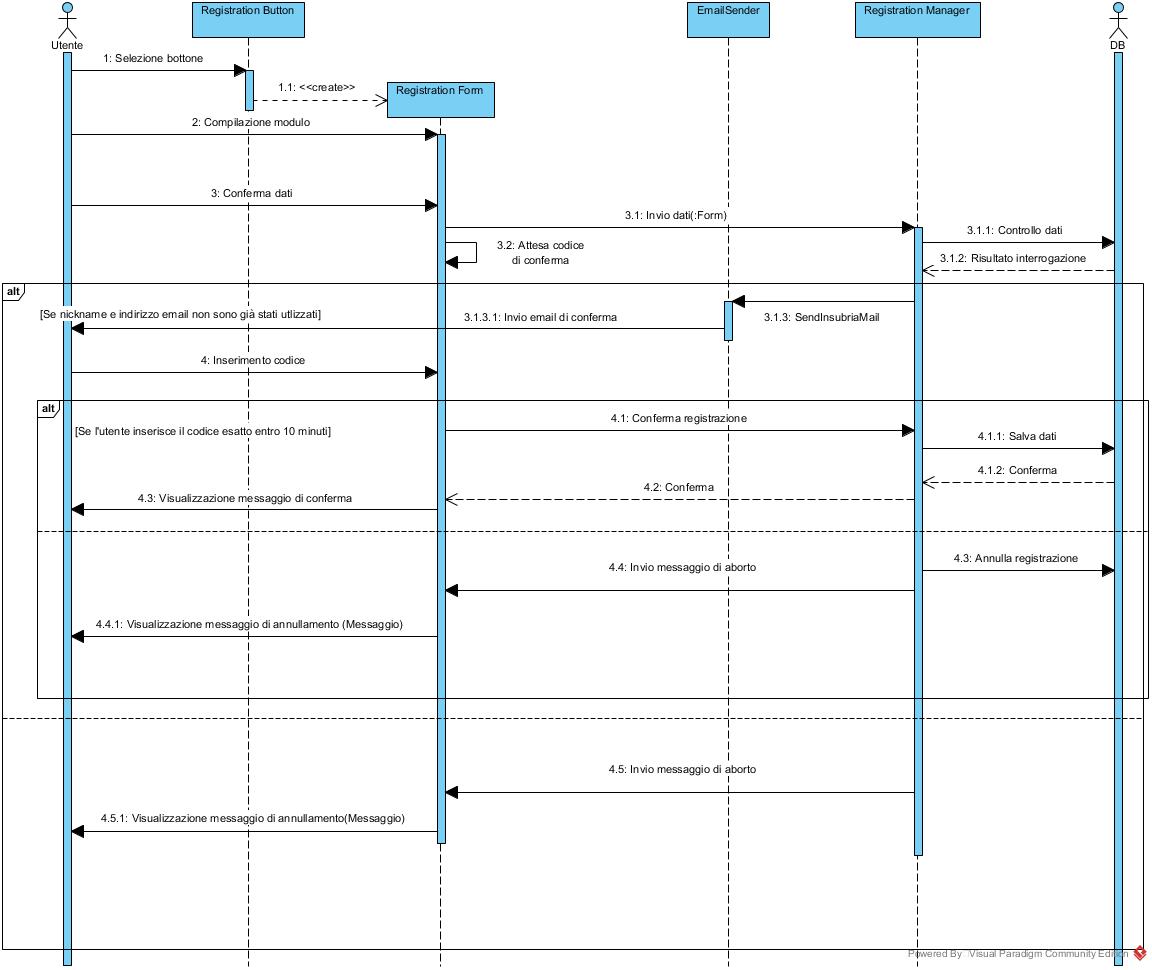 Registration Button
EmailSender
Registration Manager
Utente
DB
1: Selezione bottone
1.1: <<create>>
Registration Form
2: Compilazione modulo
3: Conferma dati
3.1: Invio dati(:Form)
3.1.1: Controllo dati
3.2: Attesa codice
di conferma
3.1.2: Risultato interrogazione
alt
[Se nickname e indirizzo email non sono già stati utlizzati]
3.1.3.1: Invio email di conferma
3.1.3: SendInsubriaMail
4: Inserimento codice
alt
[Se l'utente inserisce il codice esatto entro 10 minuti]
4.1: Conferma registrazione
4.1.1: Salva dati
4.1.2: Conferma
4.2: Conferma
4.3: Visualizzazione messaggio di conferma
4.3: Annulla registrazione
4.4: Invio messaggio di aborto
4.4.1: Visualizzazione messaggio di annullamento (Messaggio)
4.5: Invio messaggio di aborto
4.5.1: Visualizzazione messaggio di annullamento(Messaggio)
Powered By Visual Paradigm Community Edition